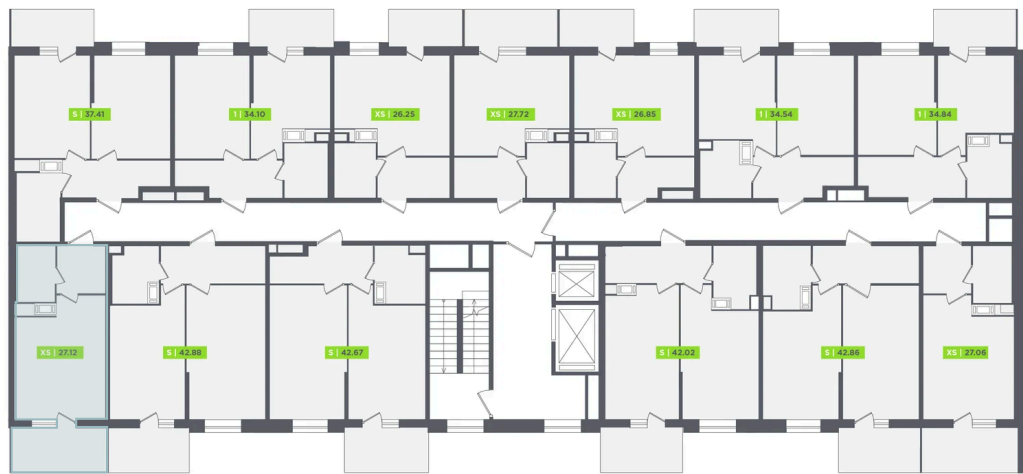 S | 37.41
1 | 34.10
XS | 26.25
XS | 27.72
XS | 26.85
1 | 34.54
1 | 34.84
XS | 27.12
S | 42.88
S | 42.67
S | 42.02
S | 42.86
XS | 27.06